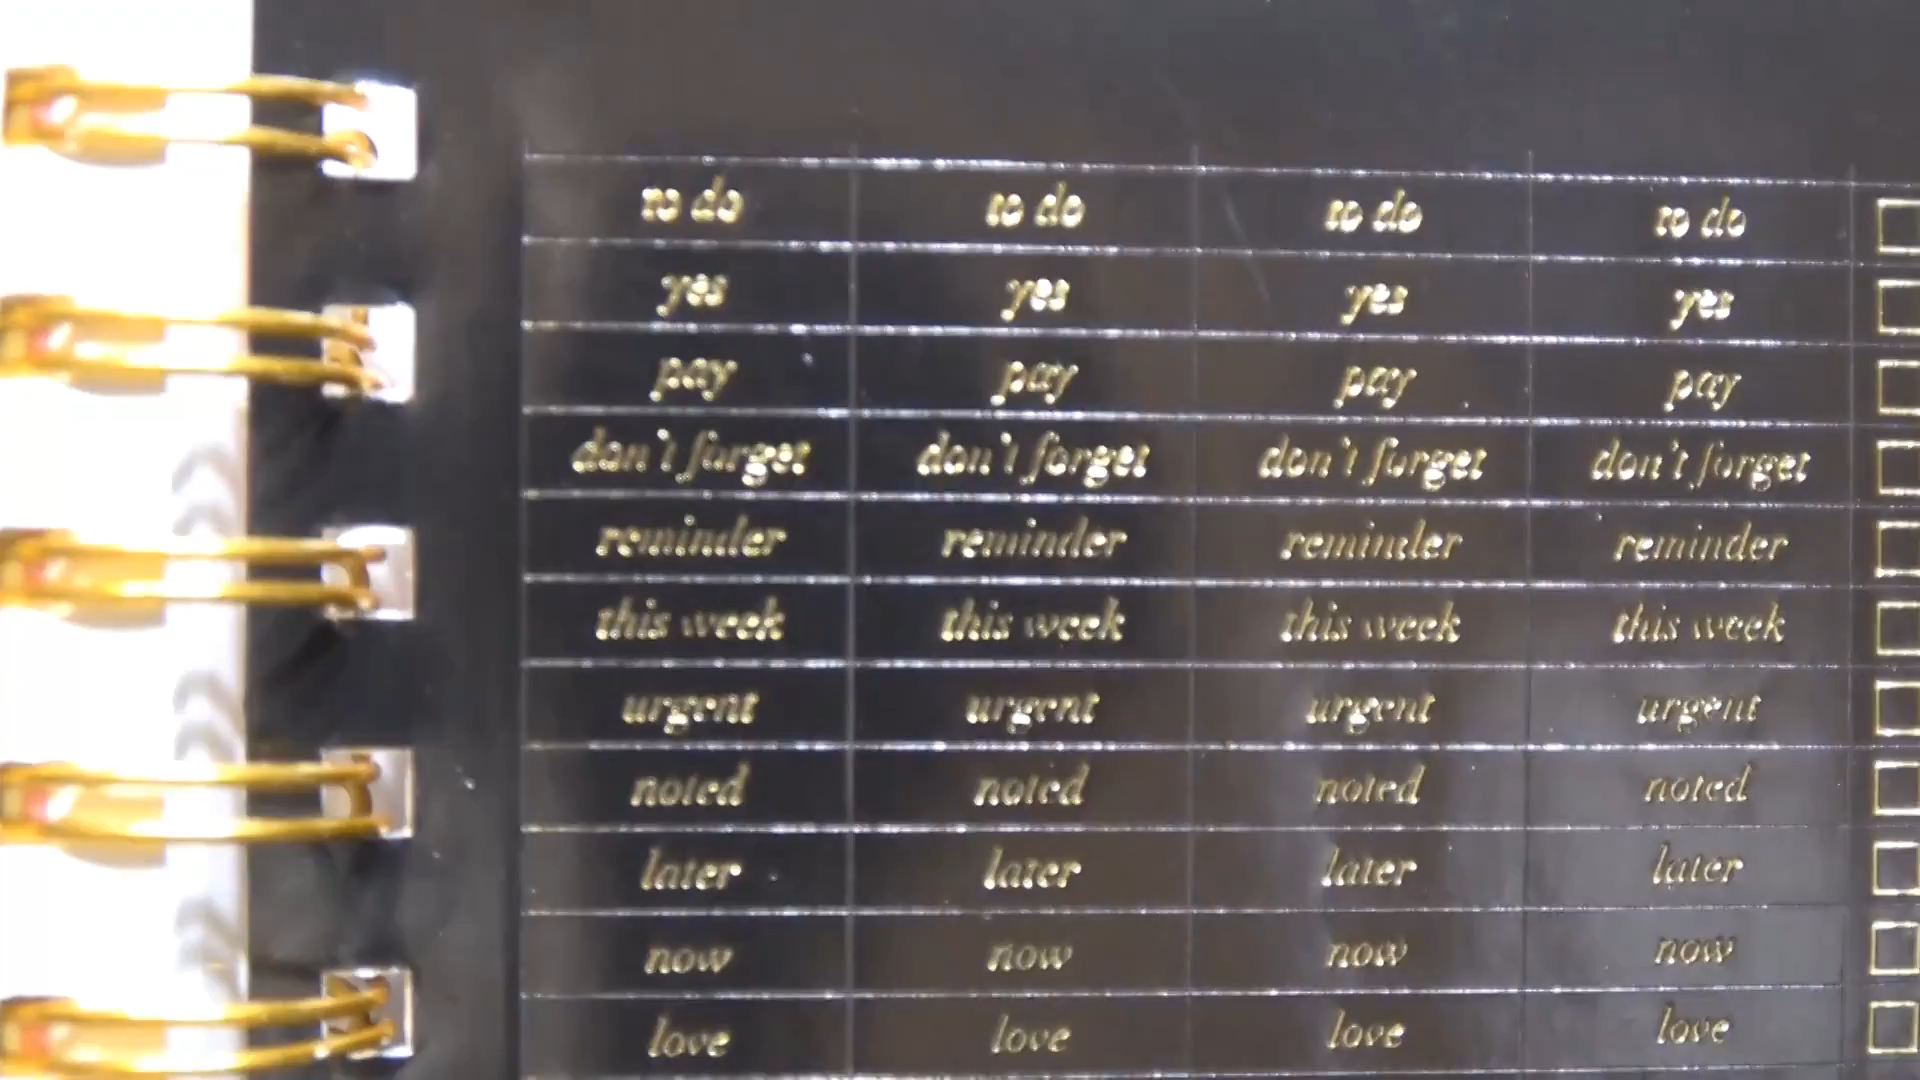 to do to do to do to do
yes yes yes yes
pay pay pay pay
don't forget don't forget don't forget don't forget
reminder reminder reminder reminder
this week this week this week this week
urgent urgent urgent urgent
noted noted noted noted
later later later later
now now now now
love love love love